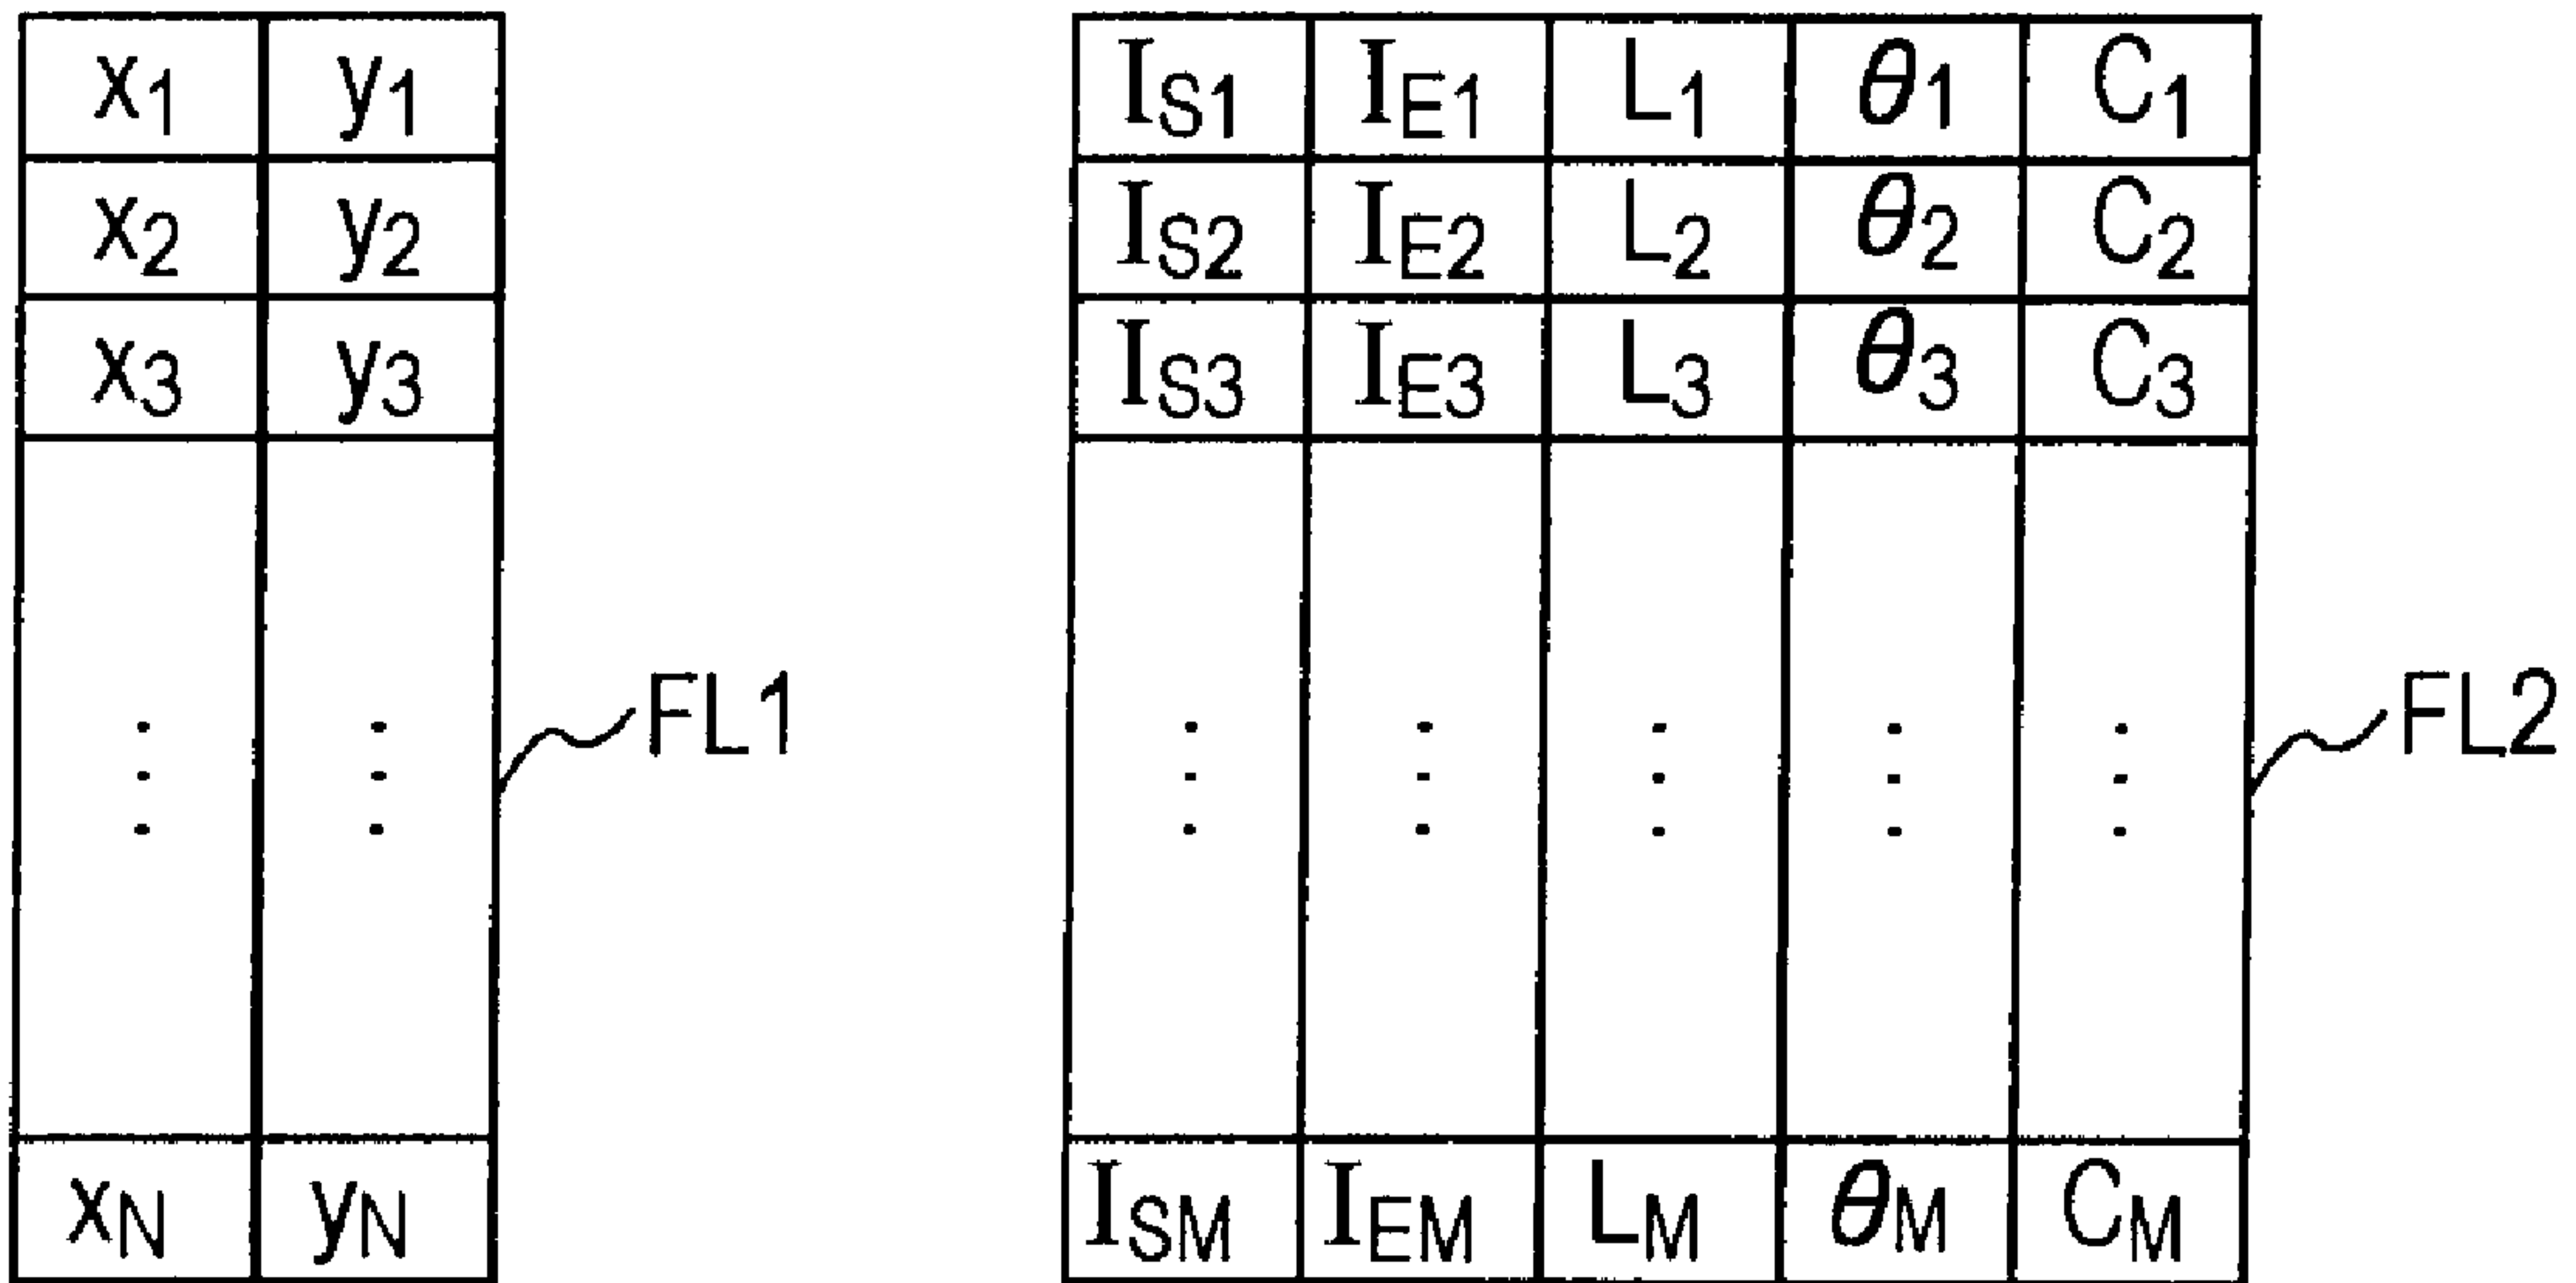 x1 y1
x2 y2
x3 y3
⋮ ⋮
xN yN
FL1
IS1 IE1 L1 θ1 C1
IS2 IE2 L2 θ2 C2
IS3 IE3 L3 θ3 C3
⋮ ⋮ ⋮ ⋮ ⋮
ISM IEM LM θM CM
FL2